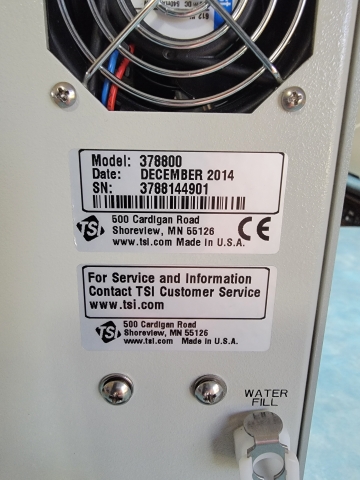 Model: 378800
Date: DECEMBER 2014
SN: 3788144901
TSI
500 Cardigan Road
Shoreview, MN 55126
www.tsi.com Made in U.S.A.
CE
For Service and Information
Contact TSI Customer Service
www.tsi.com
TSI
500 Cardigan Road
Shoreview, MN 55126
www.tsi.com Made in U.S.A.
WATER
FILL